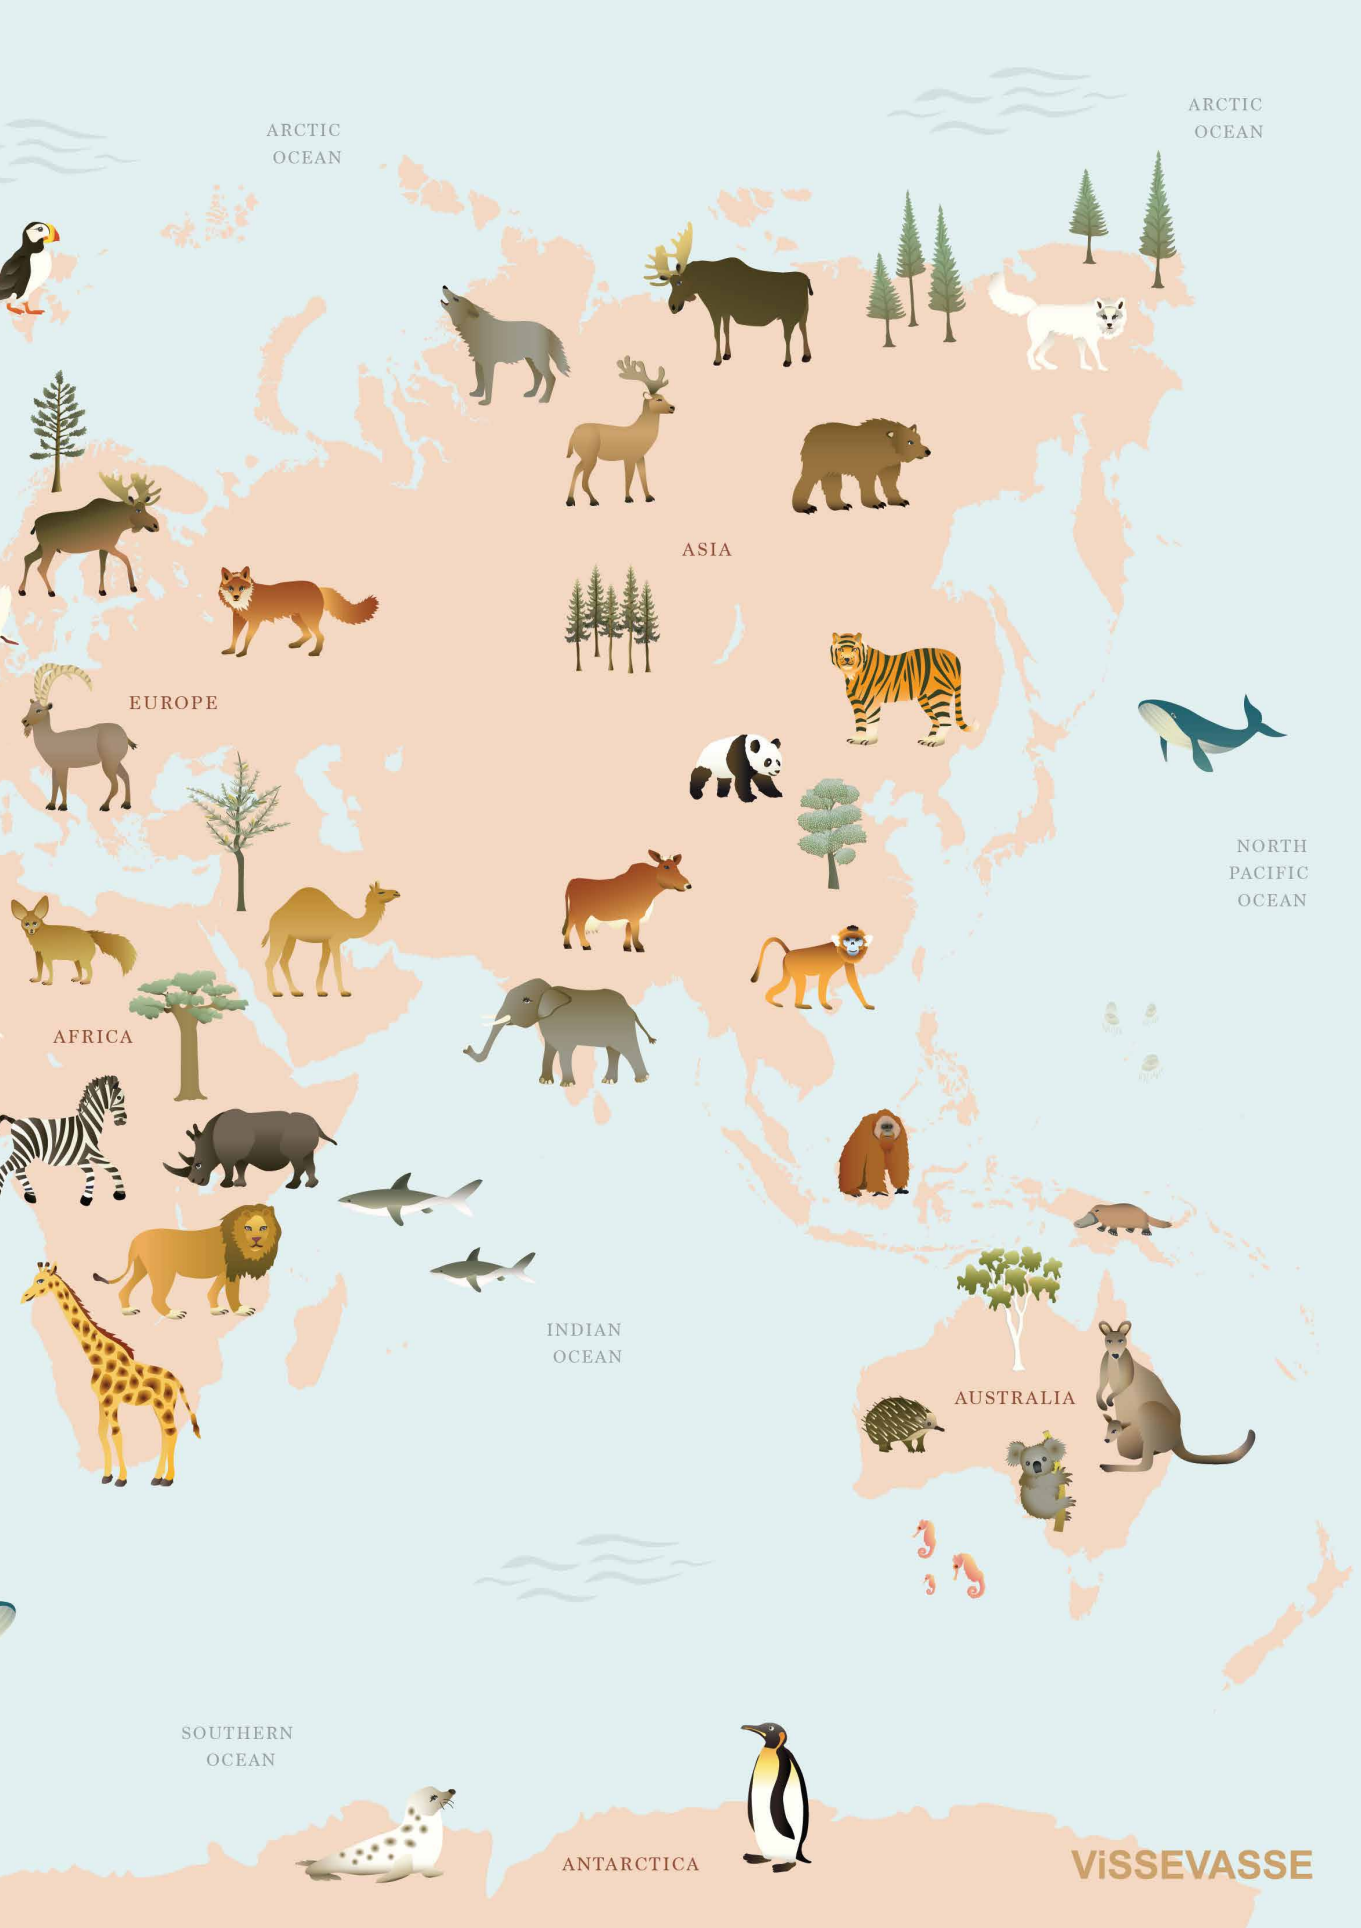 ARCTIC
OCEAN
ARCTIC
OCEAN
ASIA
EUROPE
NORTH
PACIFIC
OCEAN
AFRICA
INDIAN
OCEAN
AUSTRALIA
SOUTHERN
OCEAN
ANTARCTICA
ViSSEVASSE